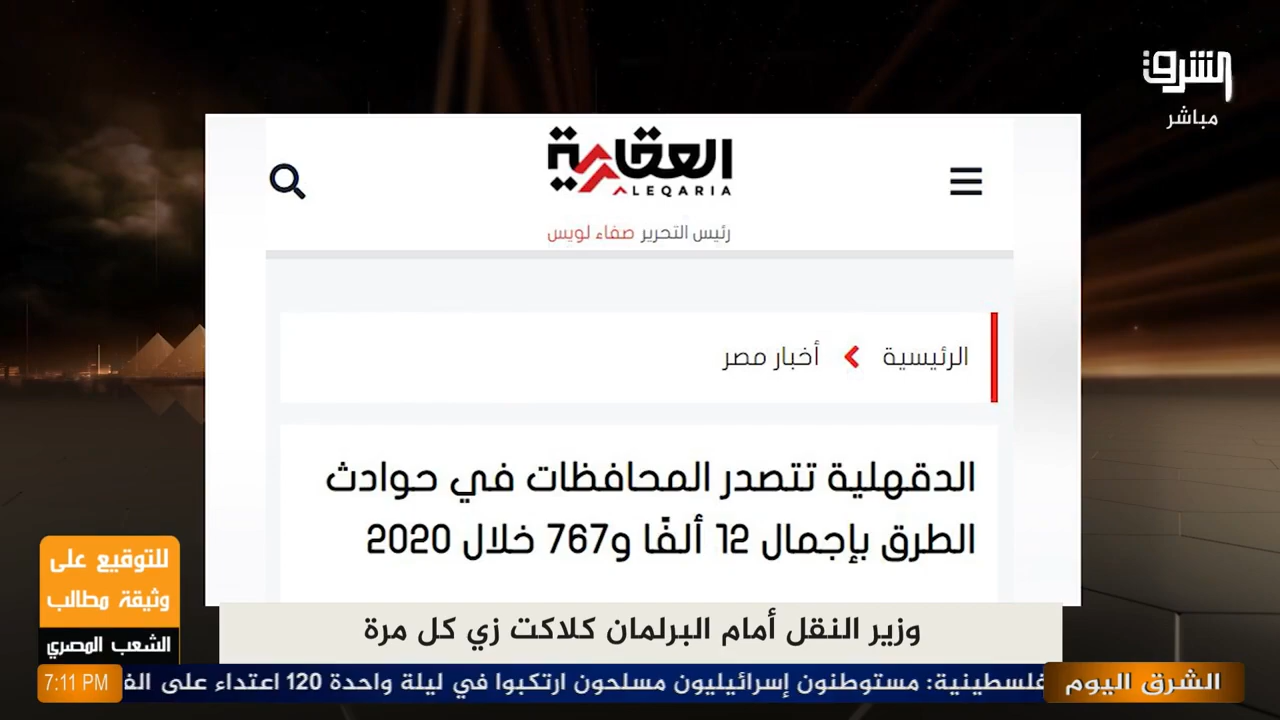 الشرق
مباشر
العقارية
ALEQARIA
رئيس التحرير صفاء لويس
الرئيسية
أخبار مصر
الدقهلية تتصدر المحافظات في حوادث
الطرق بإجمال 12 ألفًا و767 خلال 2020
للتوقيع على
وثيقة مطالب
الشعب المصري
وزير النقل أمام البرلمان كلاكت زي كل مرة
الشرق اليوم
فلسطينية: مستوطنون إسرائيليون مسلحون ارتكبوا في ليلة واحدة 120 اعتداء على
7:11 PM